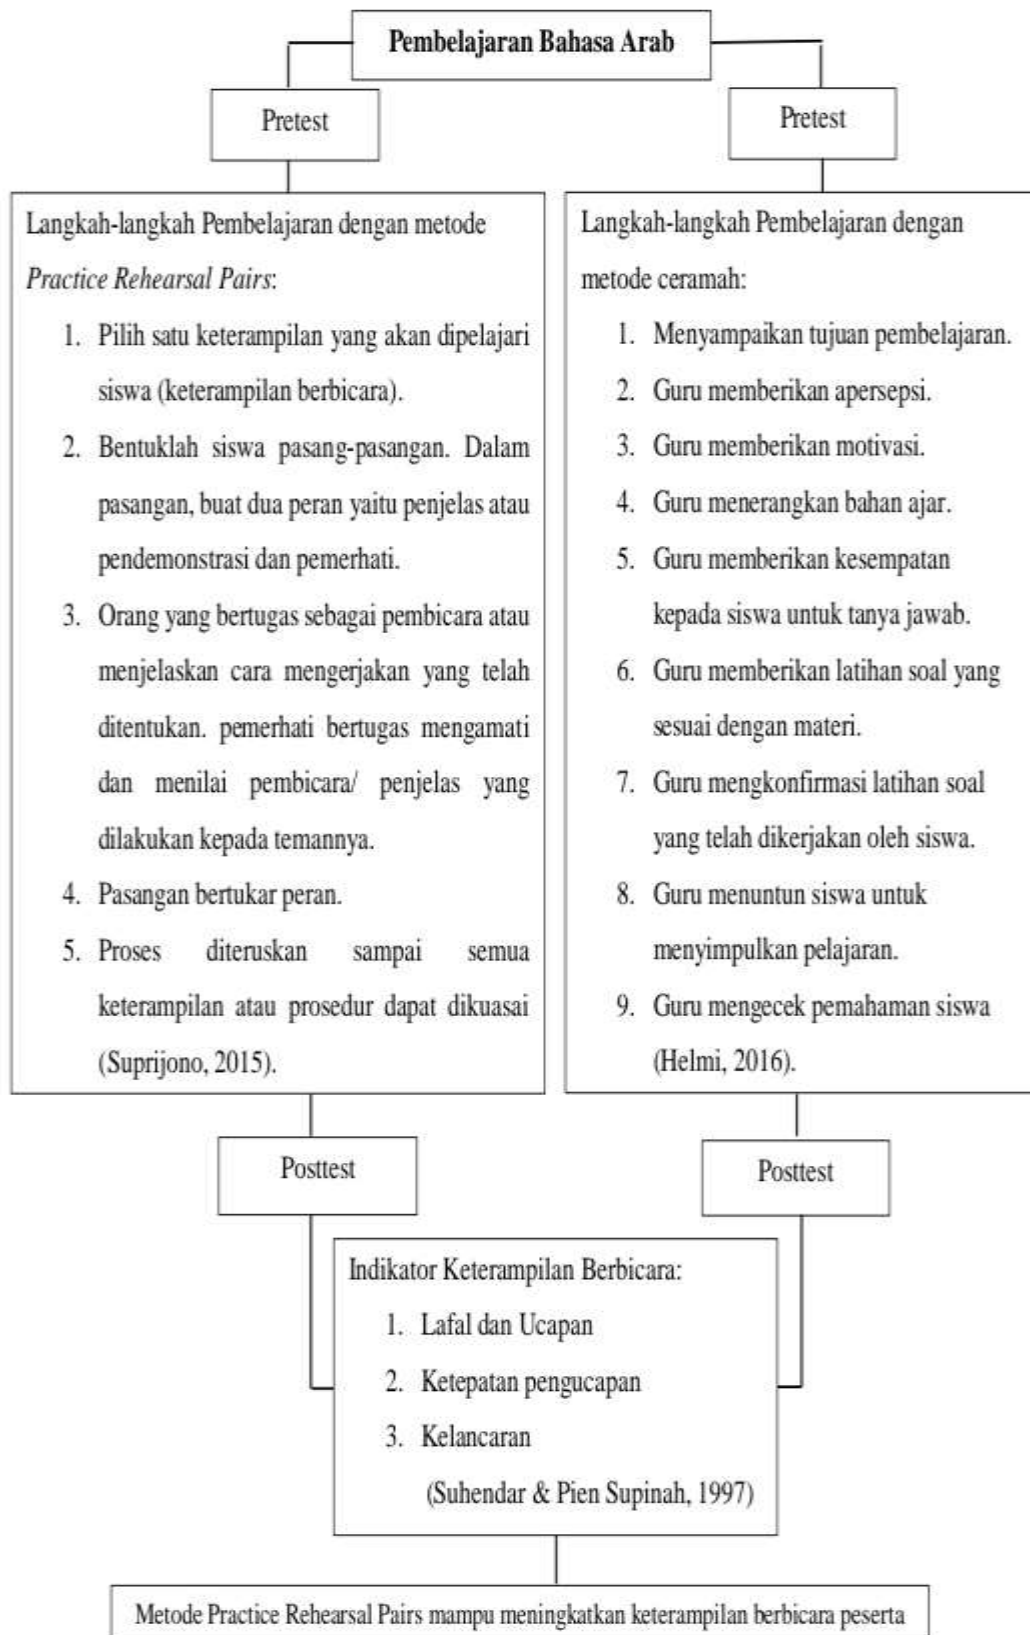 Pembelajaran Bahasa Arab
Pretest
Pretest
Langkah-langkah Pembelajaran dengan metode
Practice Rehearsal Pairs:
1. Pilih satu keterampilan yang akan dipelajari
siswa (keterampilan berbicara).
2. Bentuklah siswa pasang-pasangan. Dalam
pasangan, buat dua peran yaitu penjelas atau
pendemonstrasi dan pemerhati.
3. Orang yang bertugas sebagai pembicara atau
menjelaskan cara mengerjakan yang telah
ditentukan. pemerhati bertugas mengamati
dan menilai pembicara/ penjelas yang
dilakukan kepada temannya.
4. Pasangan bertukar peran.
5. Proses diteruskan sampai semua
keterampilan atau prosedur dapat dikuasai
(Suprijono, 2015).
Langkah-langkah Pembelajaran dengan
metode ceramah:
1. Menyampaikan tujuan pembelajaran.
2. Guru memberikan apersepsi.
3. Guru memberikan motivasi.
4. Guru menerangkan bahan ajar.
5. Guru memberikan kesempatan
kepada siswa untuk tanya jawab.
6. Guru memberikan latihan soal yang
sesuai dengan materi.
7. Guru mengkonfirmasi latihan soal
yang telah dikerjakan oleh siswa.
8. Guru menuntun siswa untuk
menyimpulkan pelajaran.
9. Guru mengecek pemahaman siswa
(Helmi, 2016).
Posttest
Posttest
Indikator Keterampilan Berbicara:
1. Lafal dan Ucapan
2. Ketepatan pengucapan
3. Kelancaran
(Suhendar & Pien Supinah, 1997)
Metode Practice Rehearsal Pairs mampu meningkatkan keterampilan berbicara peserta